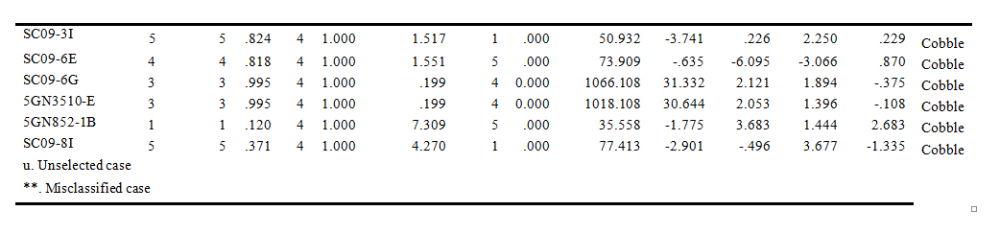 SC09-3I 5 5 .824 4 1.000 1.517 1 .000 50.932 -3.741 .226 2.250 .229 Cobble
SC09-6E 4 4 .818 4 1.000 1.551 5 .000 73.909 -.635 -6.095 -3.066 .870 Cobble
SC09-6G 3 3 .995 4 1.000 .199 4 0.000 1066.108 31.332 2.121 1.894 -.375 Cobble
5GN3510-E 3 3 .995 4 1.000 .199 4 0.000 1018.108 30.644 2.053 1.396 -.108 Cobble
5GN852-1B 1 1 .120 4 1.000 7.309 5 .000 35.558 -1.775 3.683 1.444 2.683 Cobble
SC09-8I 5 5 .371 4 1.000 4.270 1 .000 77.413 -2.901 -.496 3.677 -1.335 Cobble
u. Unselected case
**. Misclassified case